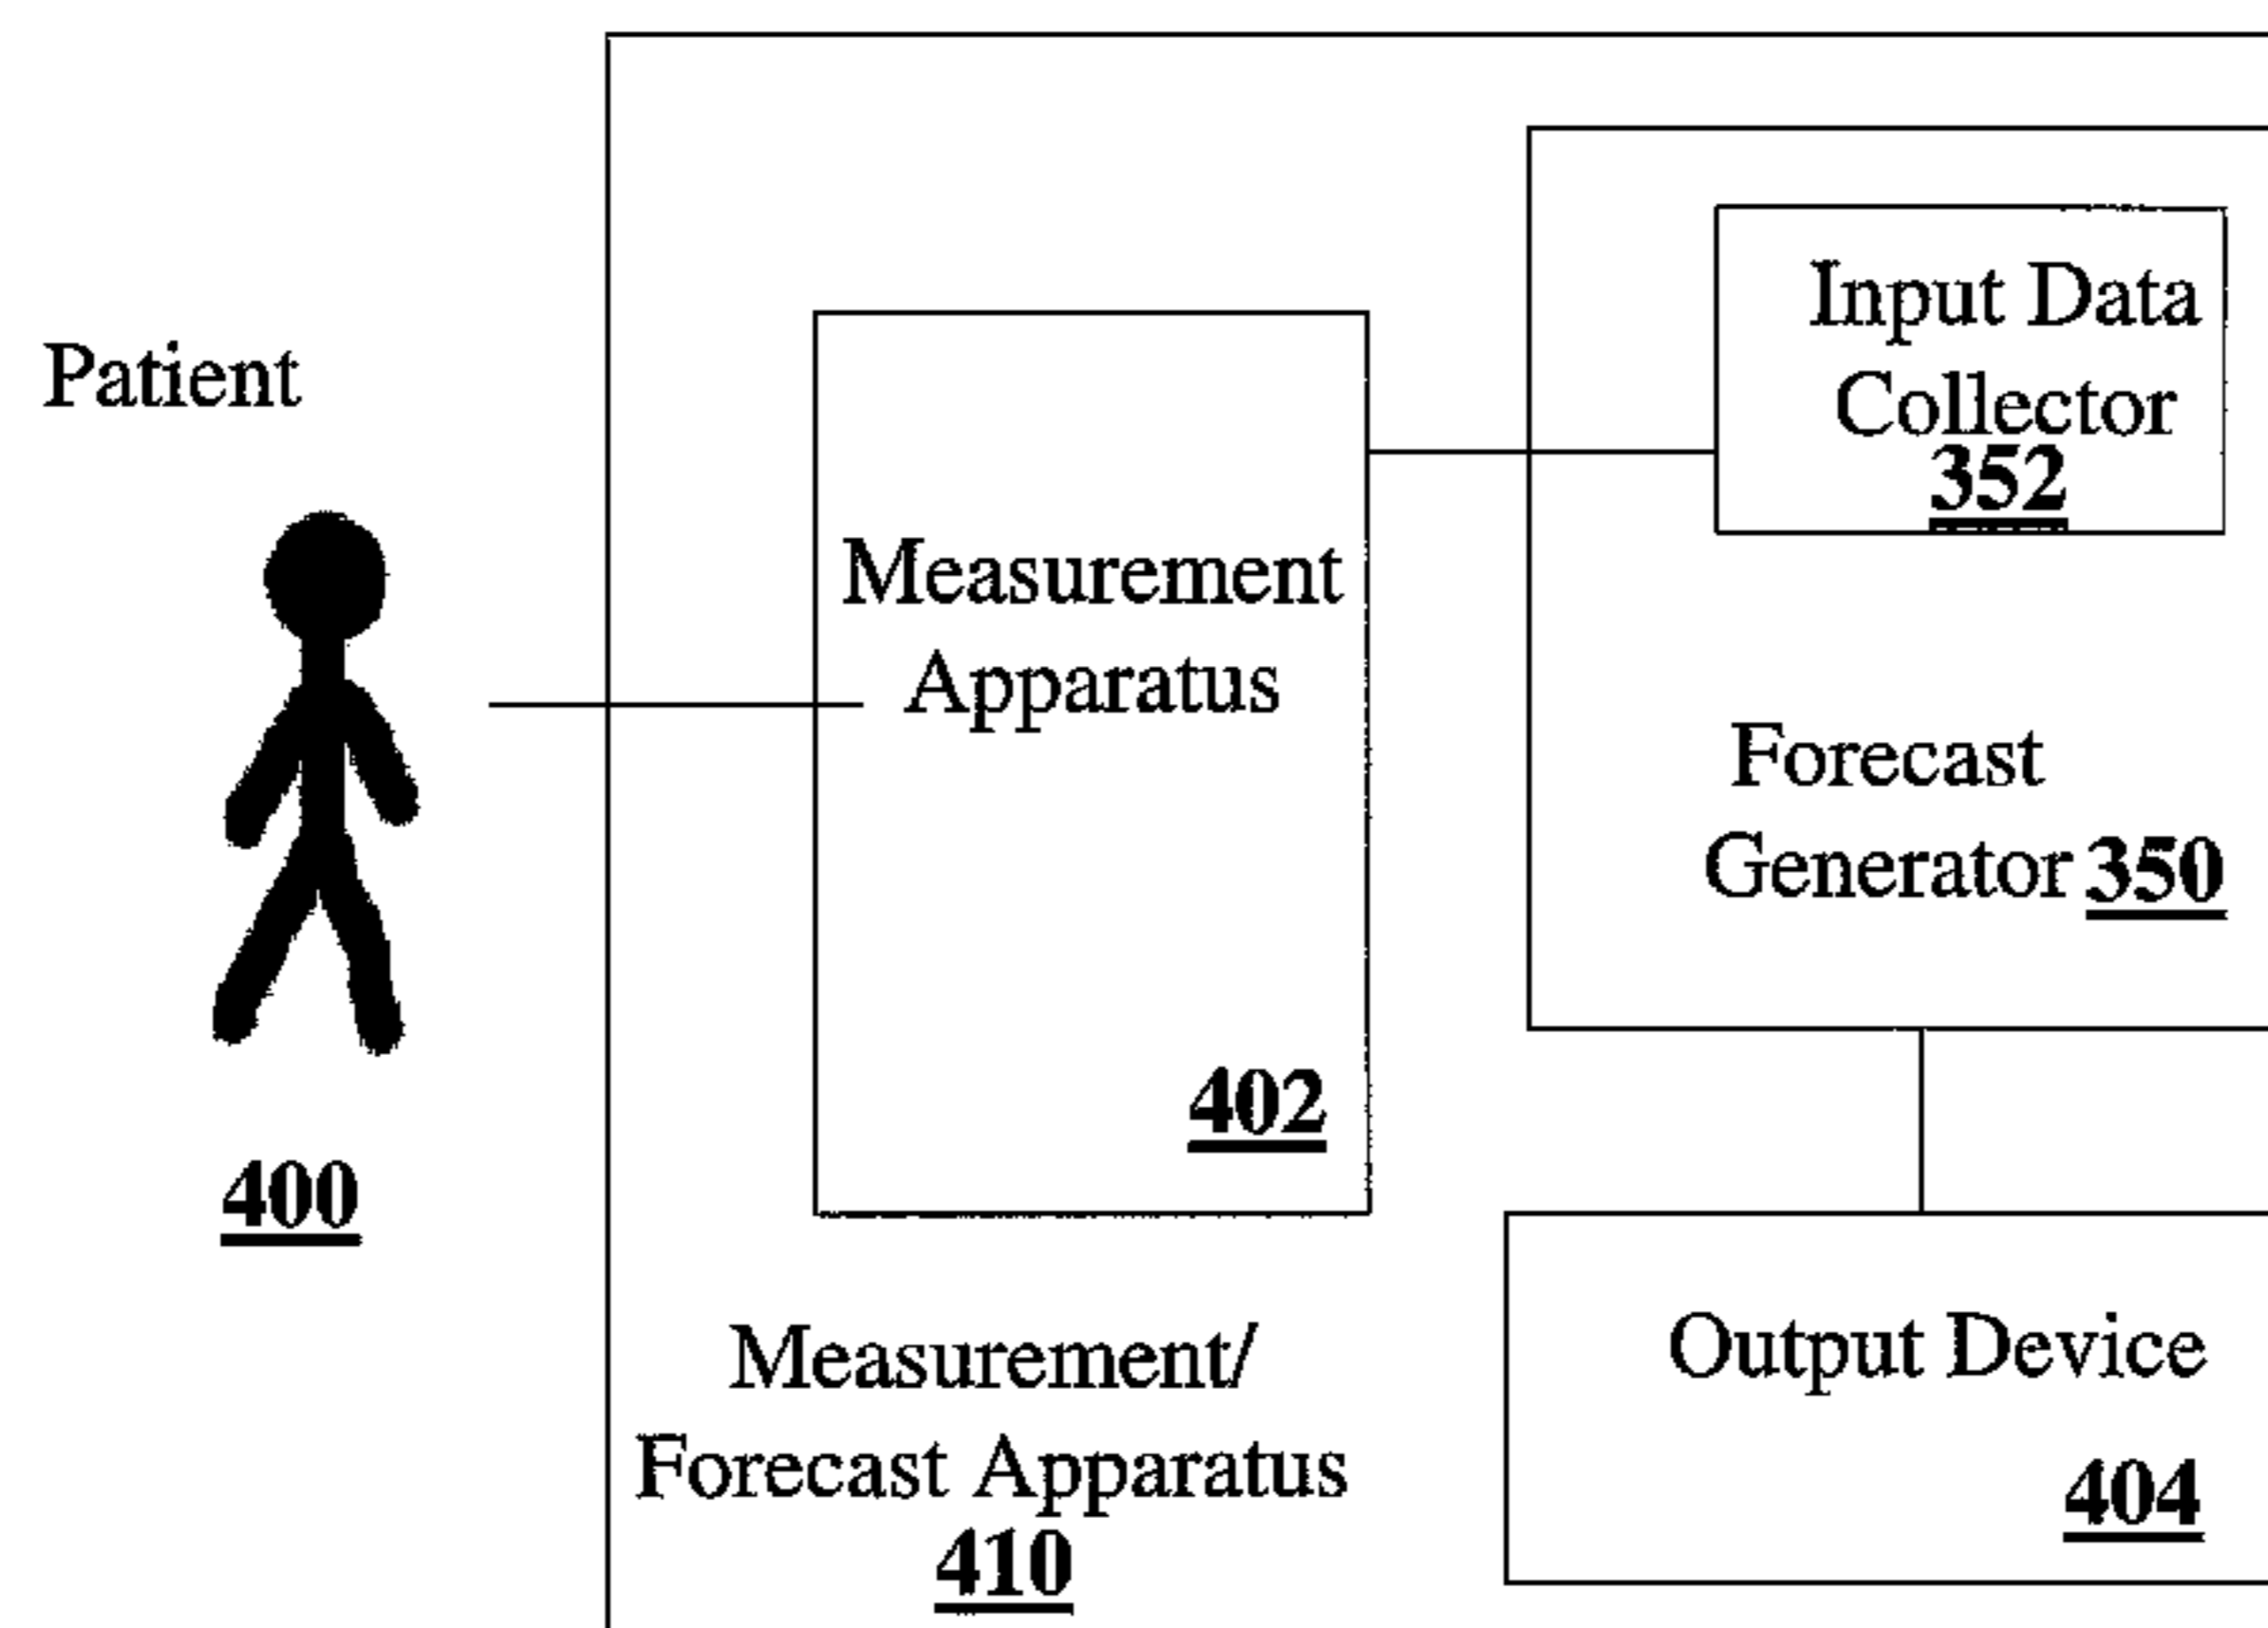 Patient
400
Measurement
Apparatus
402
Measurement/
Forecast Apparatus
410
Input Data
Collector
352
Forecast
Generator 350
Output Device
404